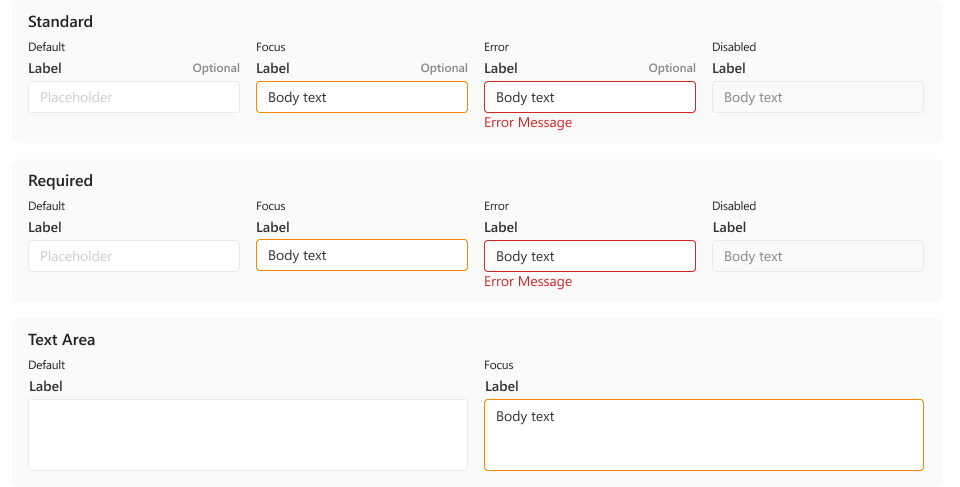 Standard
Default Focus Error Disabled
Label Optional Label Optional Label Optional Label
Placeholder Body text Body text Body text
Error Message
Required
Default Focus Error Disabled
Label Label Label Label
Placeholder Body text Body text Body text
Error Message
Text Area
Default Focus
Label Label
Body text